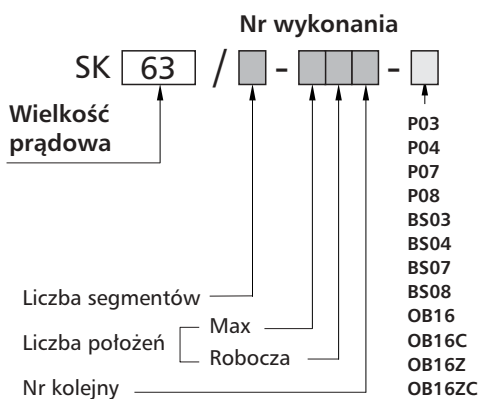 Nr wykonania
SK 63 / - -
Wielkość
prądowa
P03
P04
P07
P08
BS03
BS04
BS07
BS08
OB16
OB16C
OB16Z
OB16ZC
Liczba segmentów
Liczba położeń
Max
Robocza
Nr kolejny